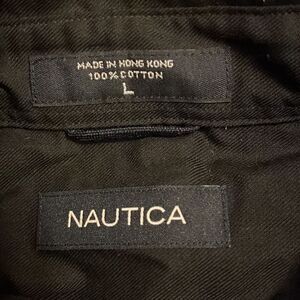 MADE IN HONG KONG
100% COTTON
L
NAUTICA